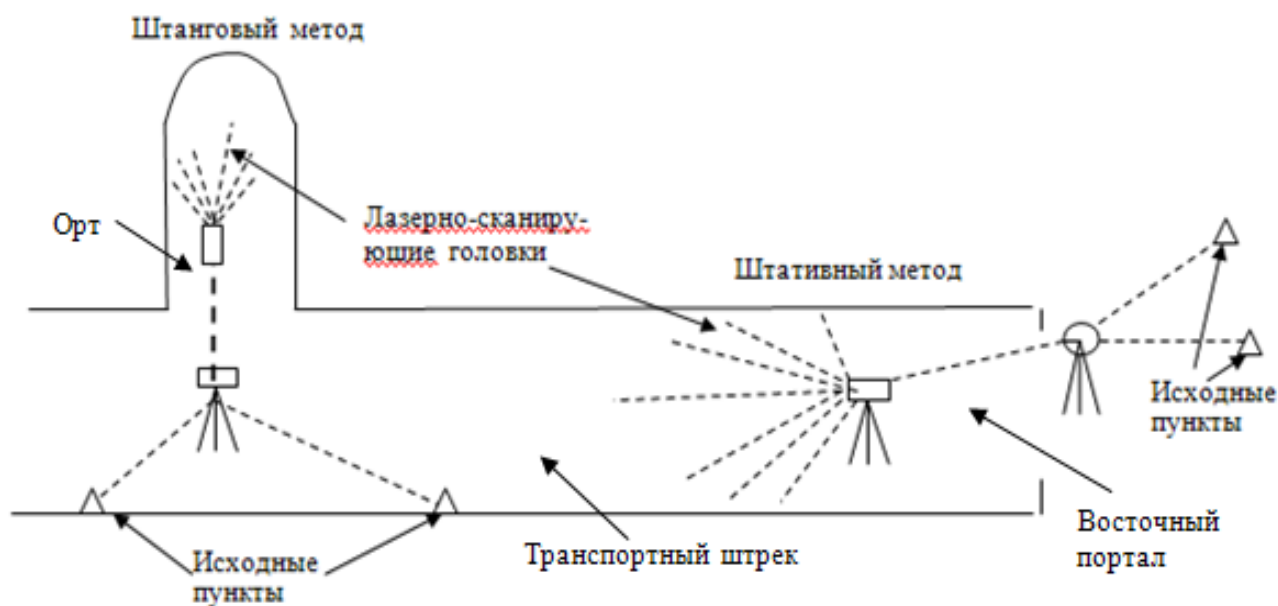 Штанговый метод
Орт
Лазерно-сканиру-
ющие головки
Штативный метод
Исходные
пункты
Исходные
пункты
Транспортный штрек
Восточный
портал